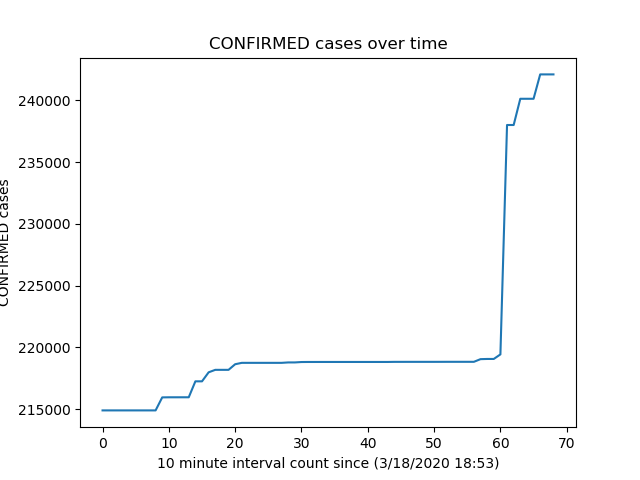 CONFIRMED cases over time
240000
235000
230000
225000
220000
215000
CONFIRMED cases
0 10 20 30 40 50 60 70
10 minute interval count since (3/18/2020 18:53)